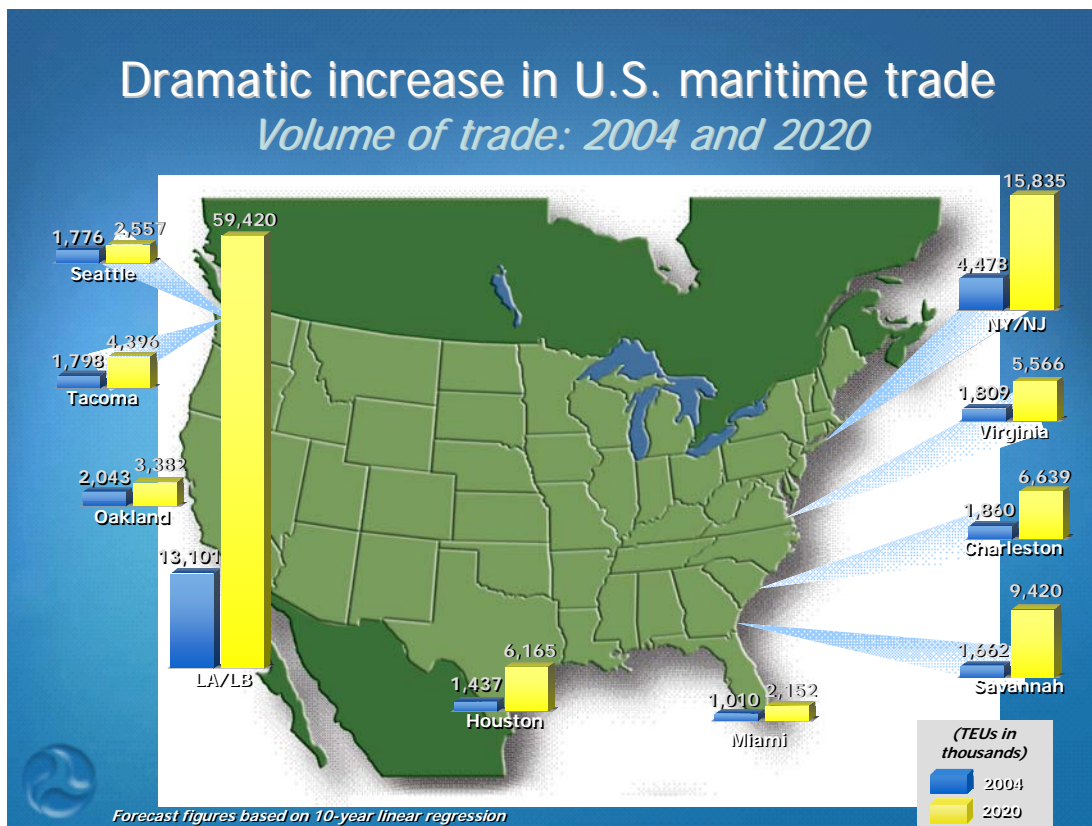 Dramatic increase in U.S. maritime trade
Volume of trade: 2004 and 2020
1,776
2,557
Seattle
59,420
15,835
4,478
NY/NJ
1,798
4,396
Tacoma
1,809
5,566
Virginia
2,043
3,382
Oakland
1,860
6,639
Charleston
13,101
LA/LB
1,662
9,420
Savannah
1,437
6,165
Houston
1,010
2,152
Miami
(TEUs in
thousands)
2004
2020
Forecast figures based on 10-year linear regression